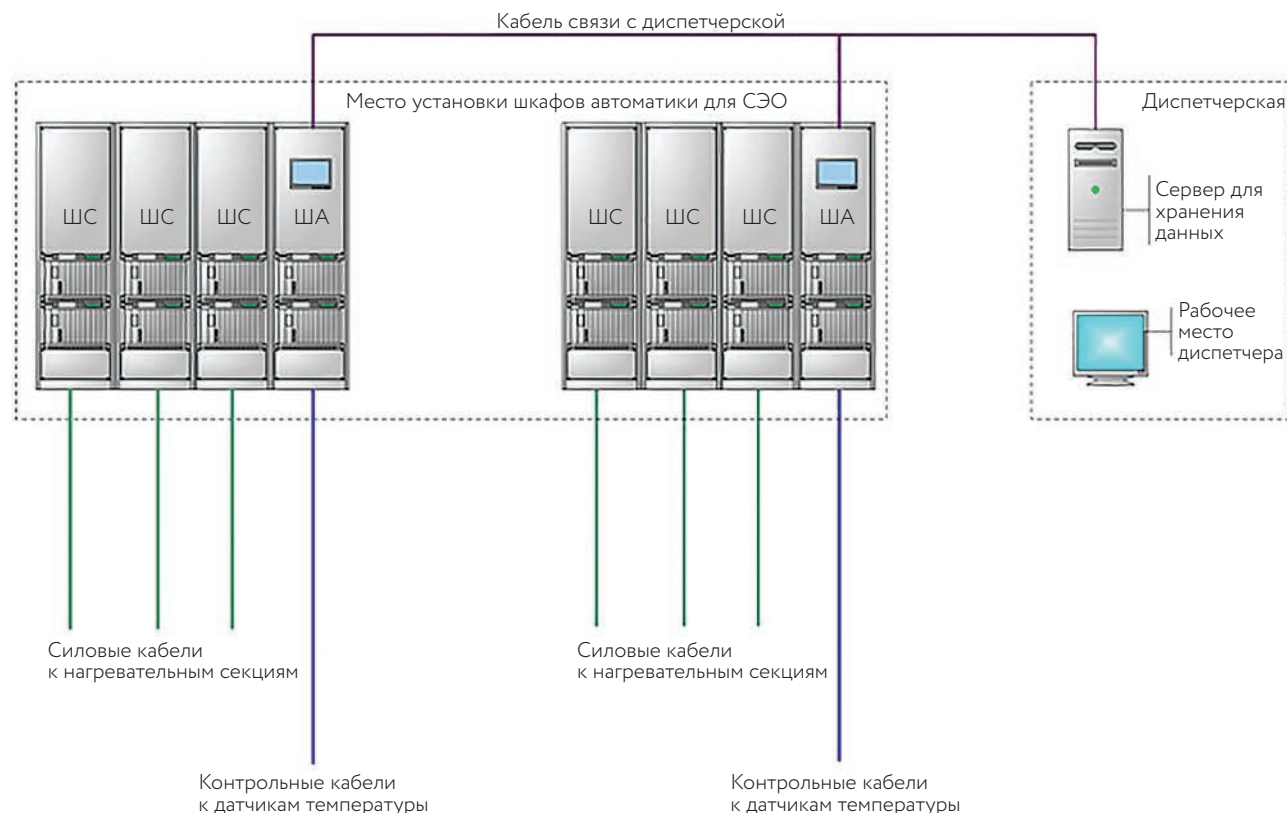 Кабель связи с диспетчерской
Место установки шкафов автоматики для СЭО
Диспетчерская
ШС
ШС
ШС
ША
ШС
ШС
ШС
ША
Сервер для
хранения
данных
Рабочее
место
диспетчера
Силовые кабели
к нагревательным секциям
Силовые кабели
к нагревательным секциям
Контрольные кабели
к датчикам температуры
Контрольные кабели
к датчикам температуры